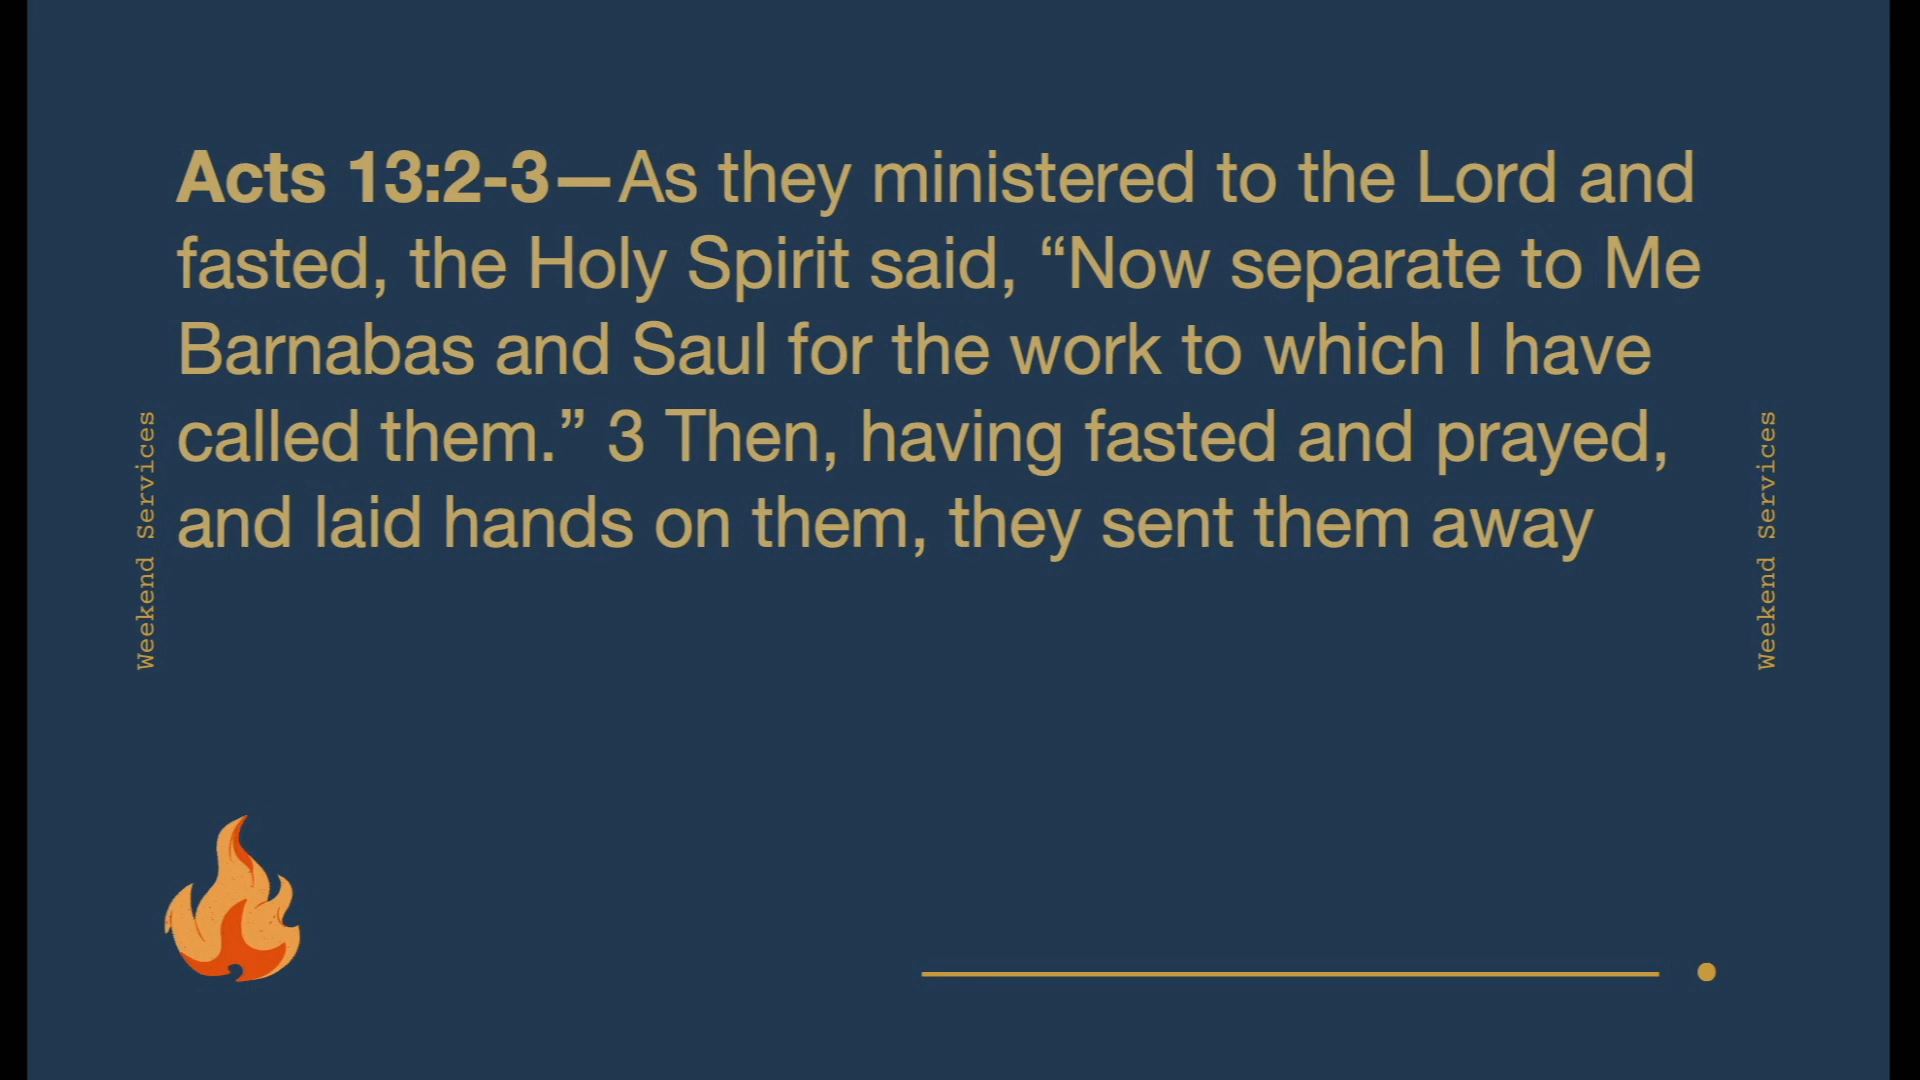 Acts 13:2-3—As they ministered to the Lord and
fasted, the Holy Spirit said, “Now separate to Me
Barnabas and Saul for the work to which I have
called them.” 3 Then, having fasted and prayed,
and laid hands on them, they sent them away
Weekend Services
Weekend Services